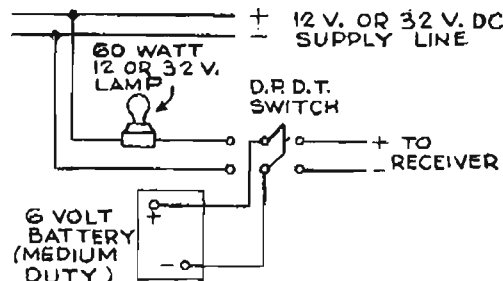 + 12 V. OR 32 V. DC
- SUPPLY LINE
60 WATT
12 OR 32 V.
LAMP
D.P.D.T.
SWITCH
+ TO
- RECEIVER
6 VOLT
BATTERY
(MEDIUM
DUTY)
+
-